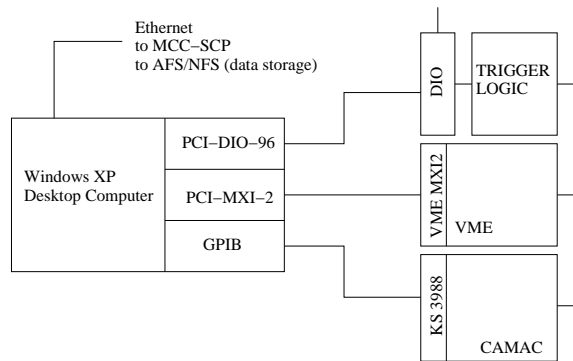 Ethernet
to MCC−SCP
to AFS/NFS (data storage)
DIO
TRIGGER
LOGIC
PCI−DIO−96
Windows XP
Desktop Computer
PCI−MXI−2
VME MXI2
VME
GPIB
KS 3988
CAMAC